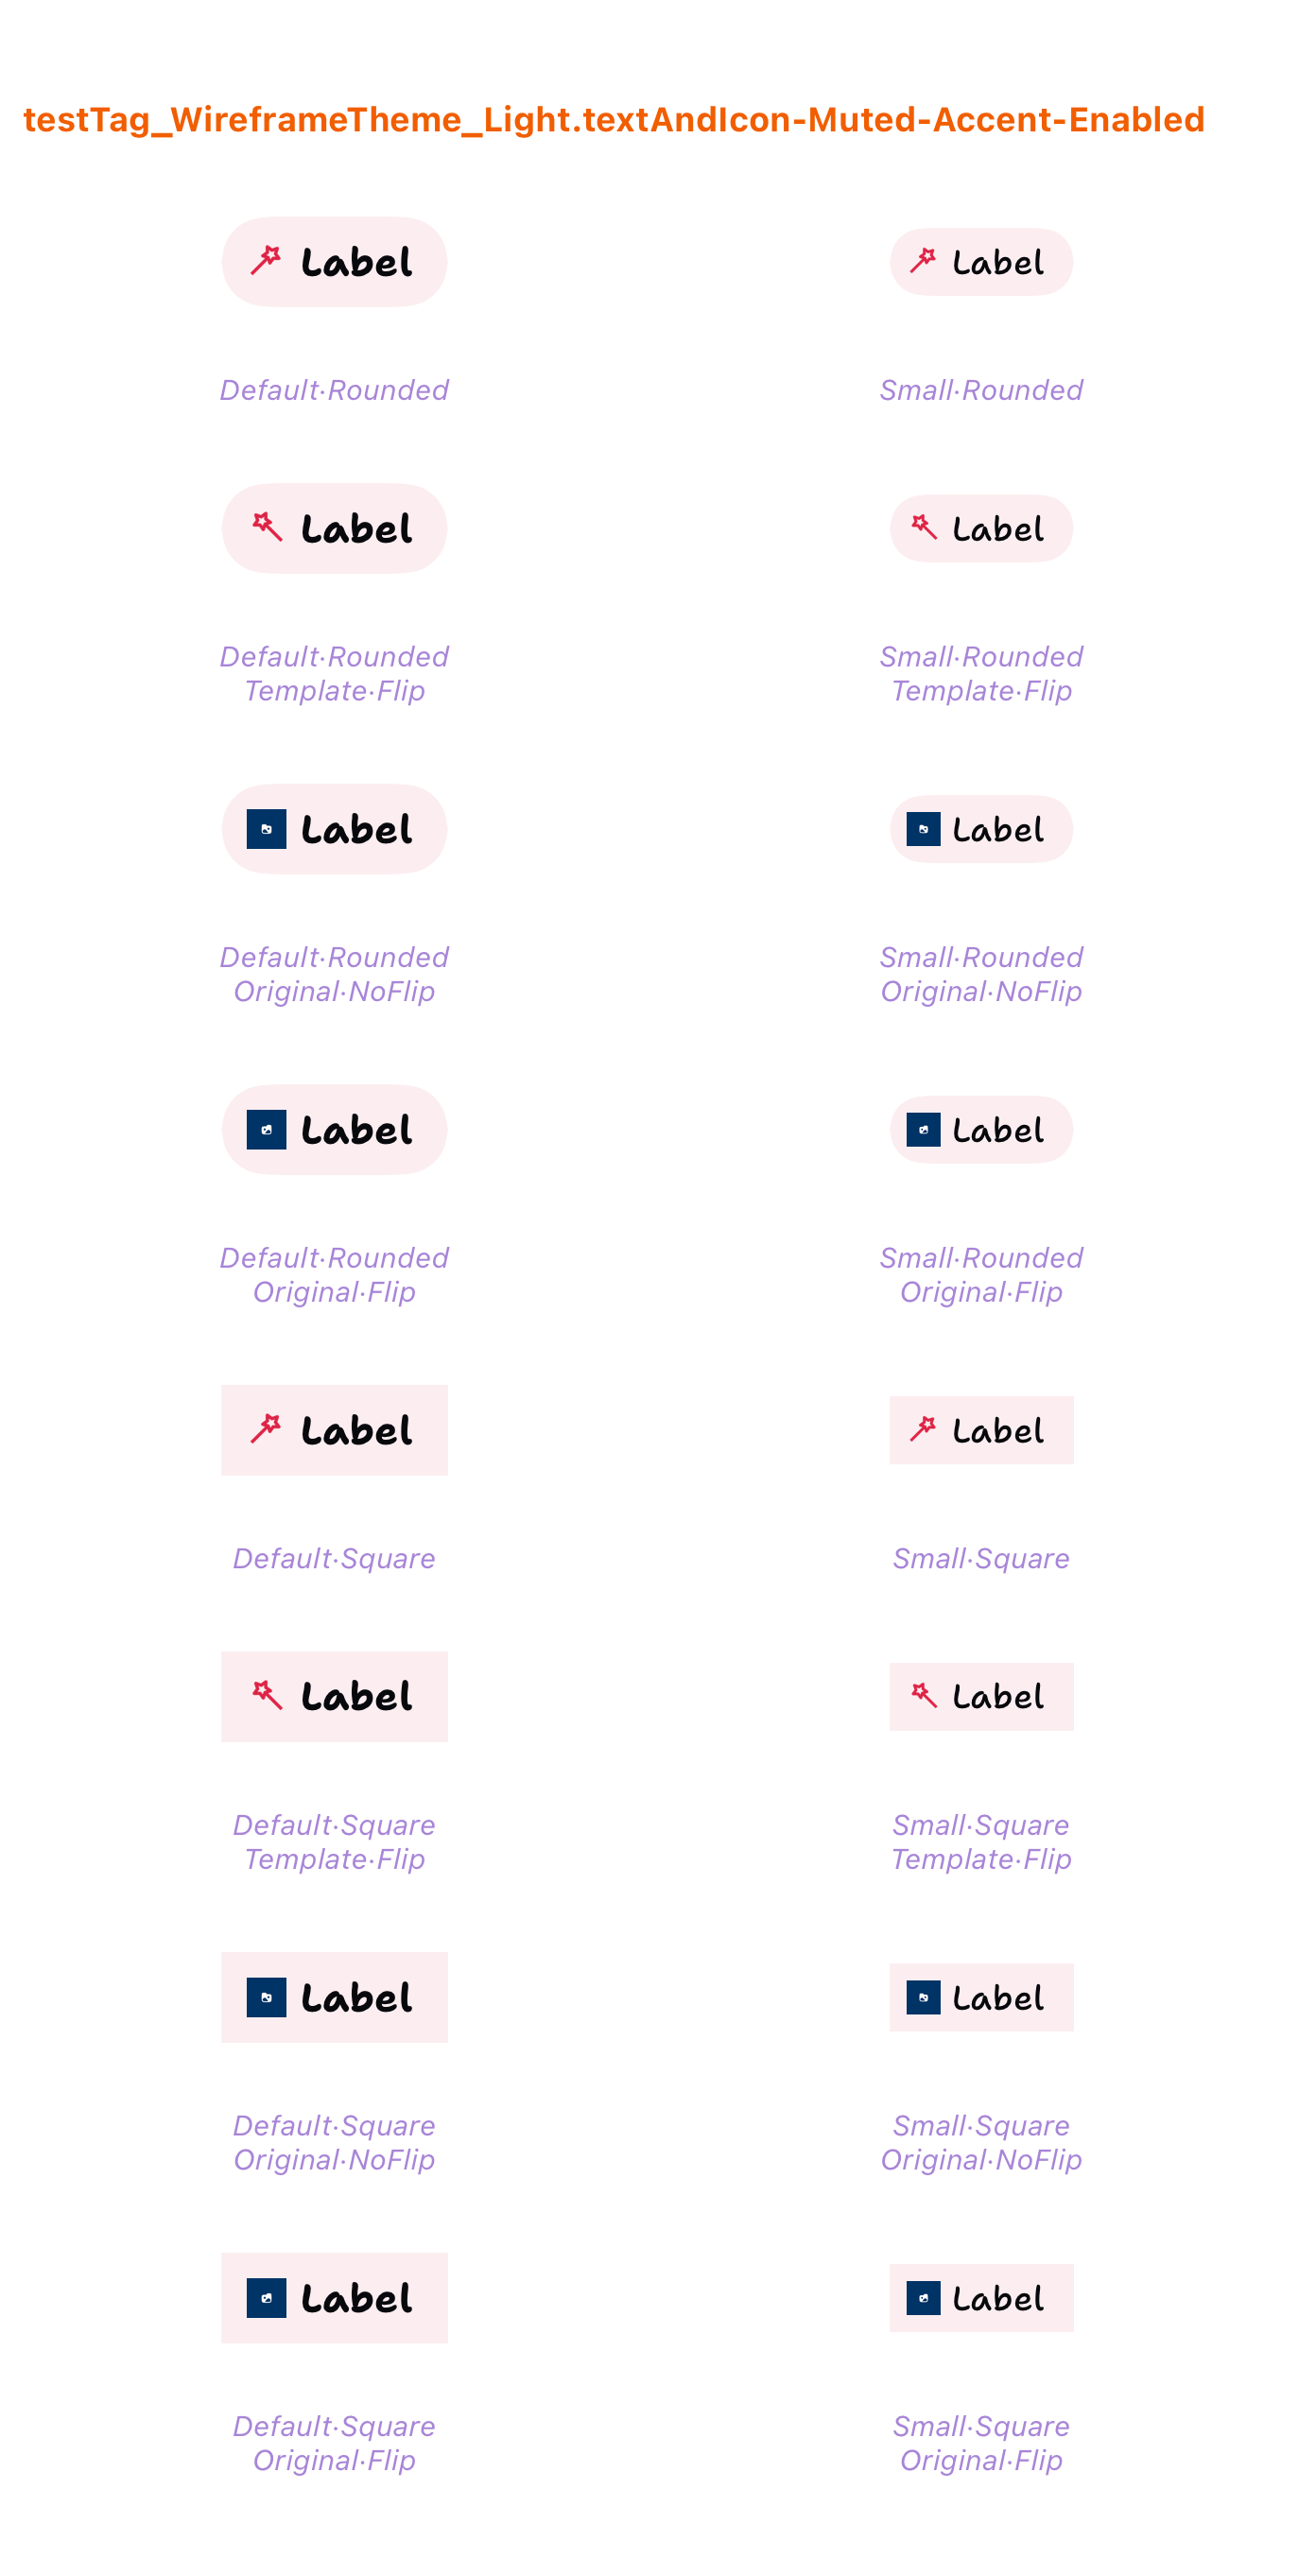 testTag_WireframeTheme_Light.textAndIcon-Muted-Accent-Enabled
Label
Label
Default·Rounded
Small·Rounded
Label
Label
Default·Rounded
Template·Flip
Small·Rounded
Template·Flip
Label
Label
Default·Rounded
Original·NoFlip
Small·Rounded
Original·NoFlip
Label
Label
Default·Rounded
Original·Flip
Small·Rounded
Original·Flip
Label
Label
Default·Square
Small·Square
Label
Label
Default·Square
Template·Flip
Small·Square
Template·Flip
Label
Label
Default·Square
Original·NoFlip
Small·Square
Original·NoFlip
Label
Label
Default·Square
Original·Flip
Small·Square
Original·Flip